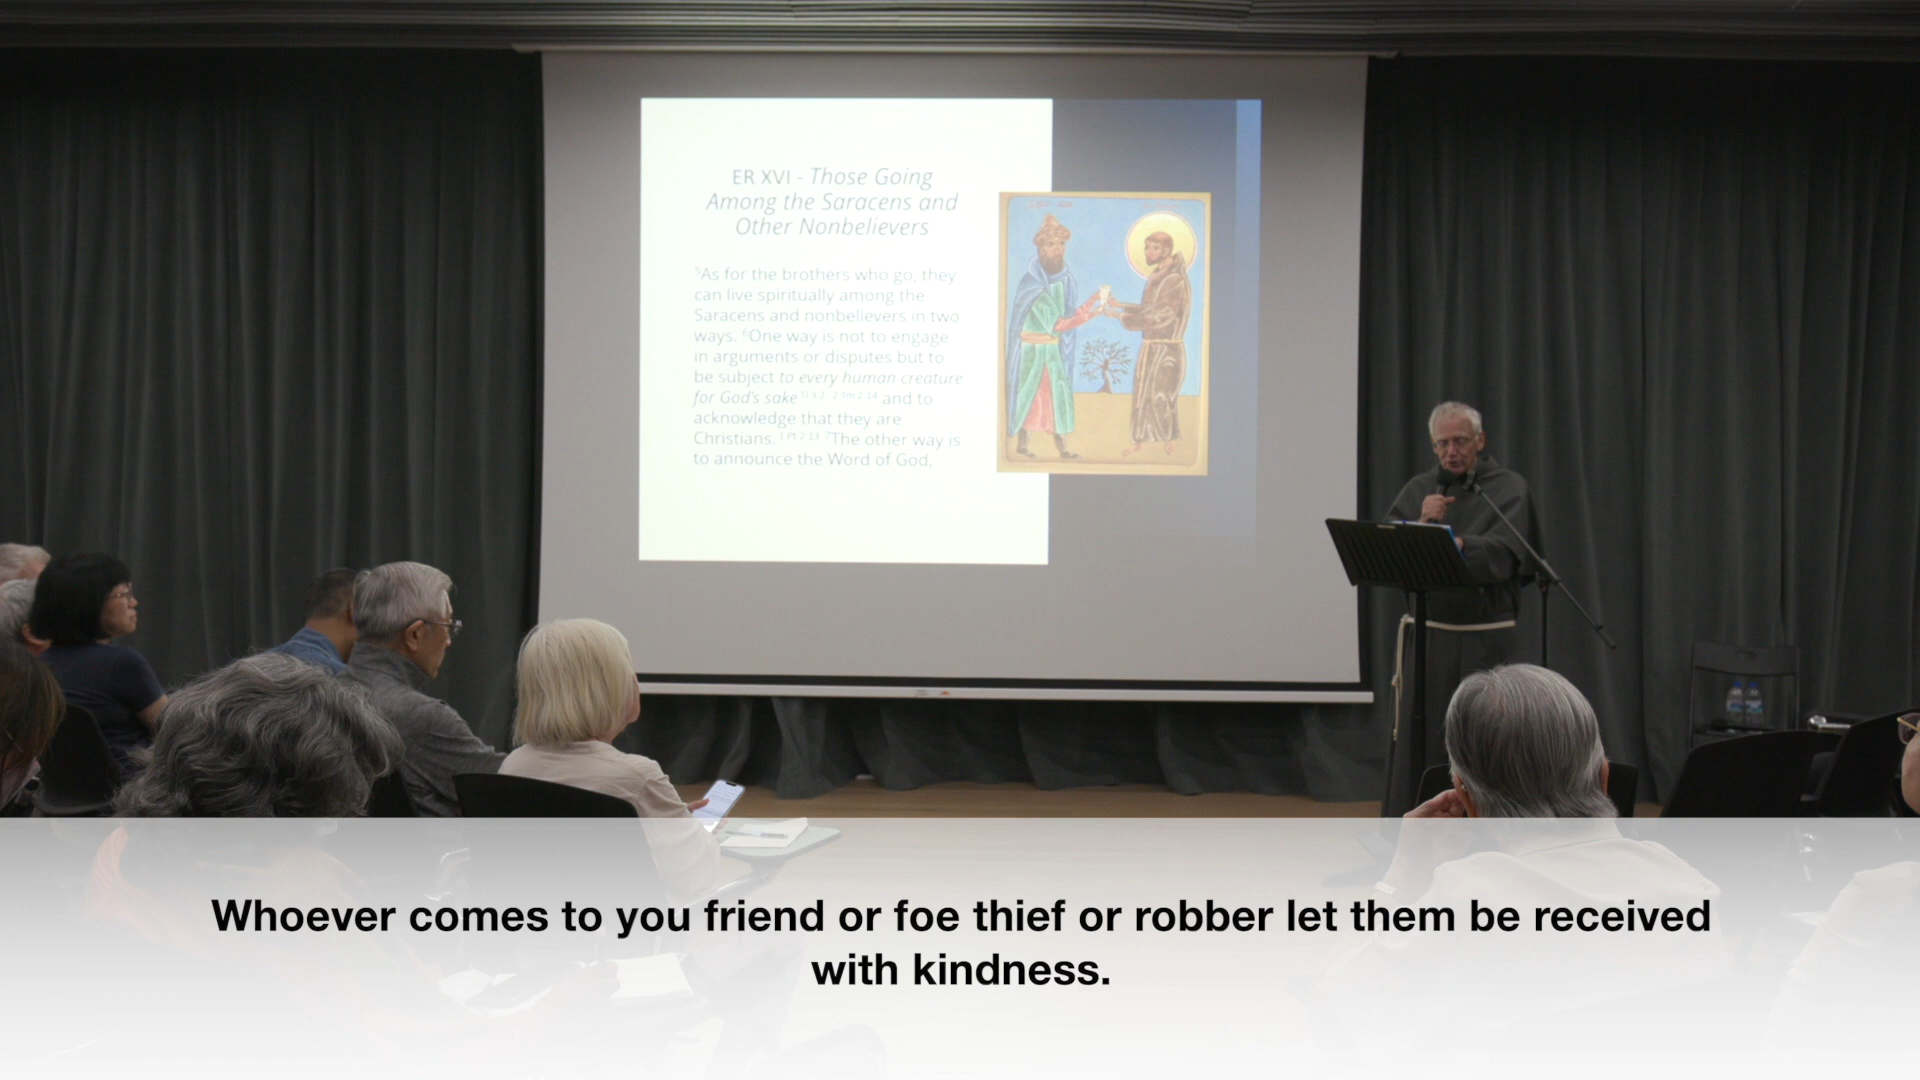 ER XVI - Those Going
Among the Saracens and
Other Nonbelievers
5As for the brothers who go, they
can live spiritually among the
Saracens and nonbelievers in two
ways. 6One way is not to engage
in arguments or disputes but to
be subject to every human creature
for God's sake and to
acknowledge that they are
Christians. 1 Pt 2:13 7The other way is
to announce the Word of God,
Whoever comes to you friend or foe thief or robber let them be received
with kindness.